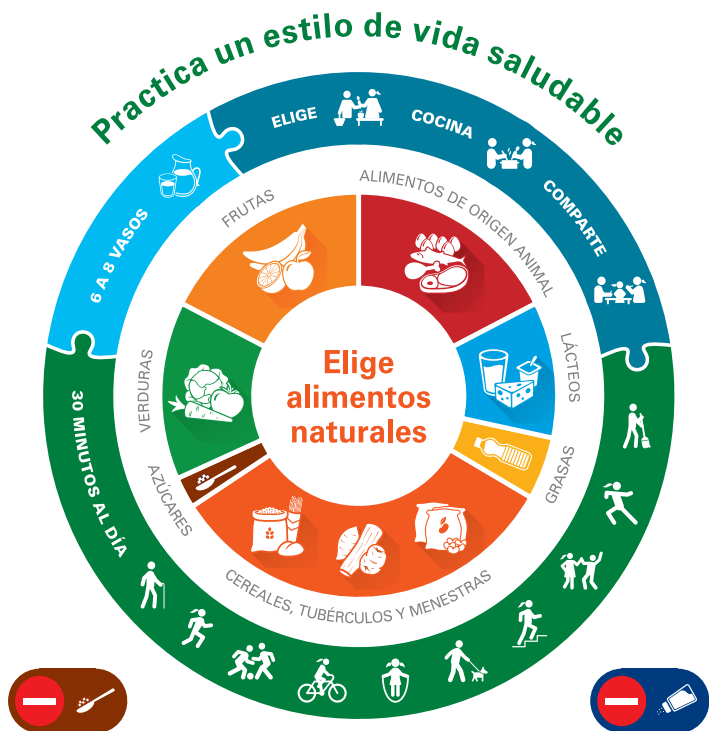 Practica un estilo de vida saludable
6 A 8 VASOS
ELIGE
COCINA
COMPARTE
30 MINUTOS AL DÍA
FRUTAS
ALIMENTOS DE ORIGEN ANIMAL
LÁCTEOS
GRASAS
CEREALES, TUBÉRCULOS Y MENESTRAS
AZÚCARES
VERDURAS
Elige
alimentos
naturales